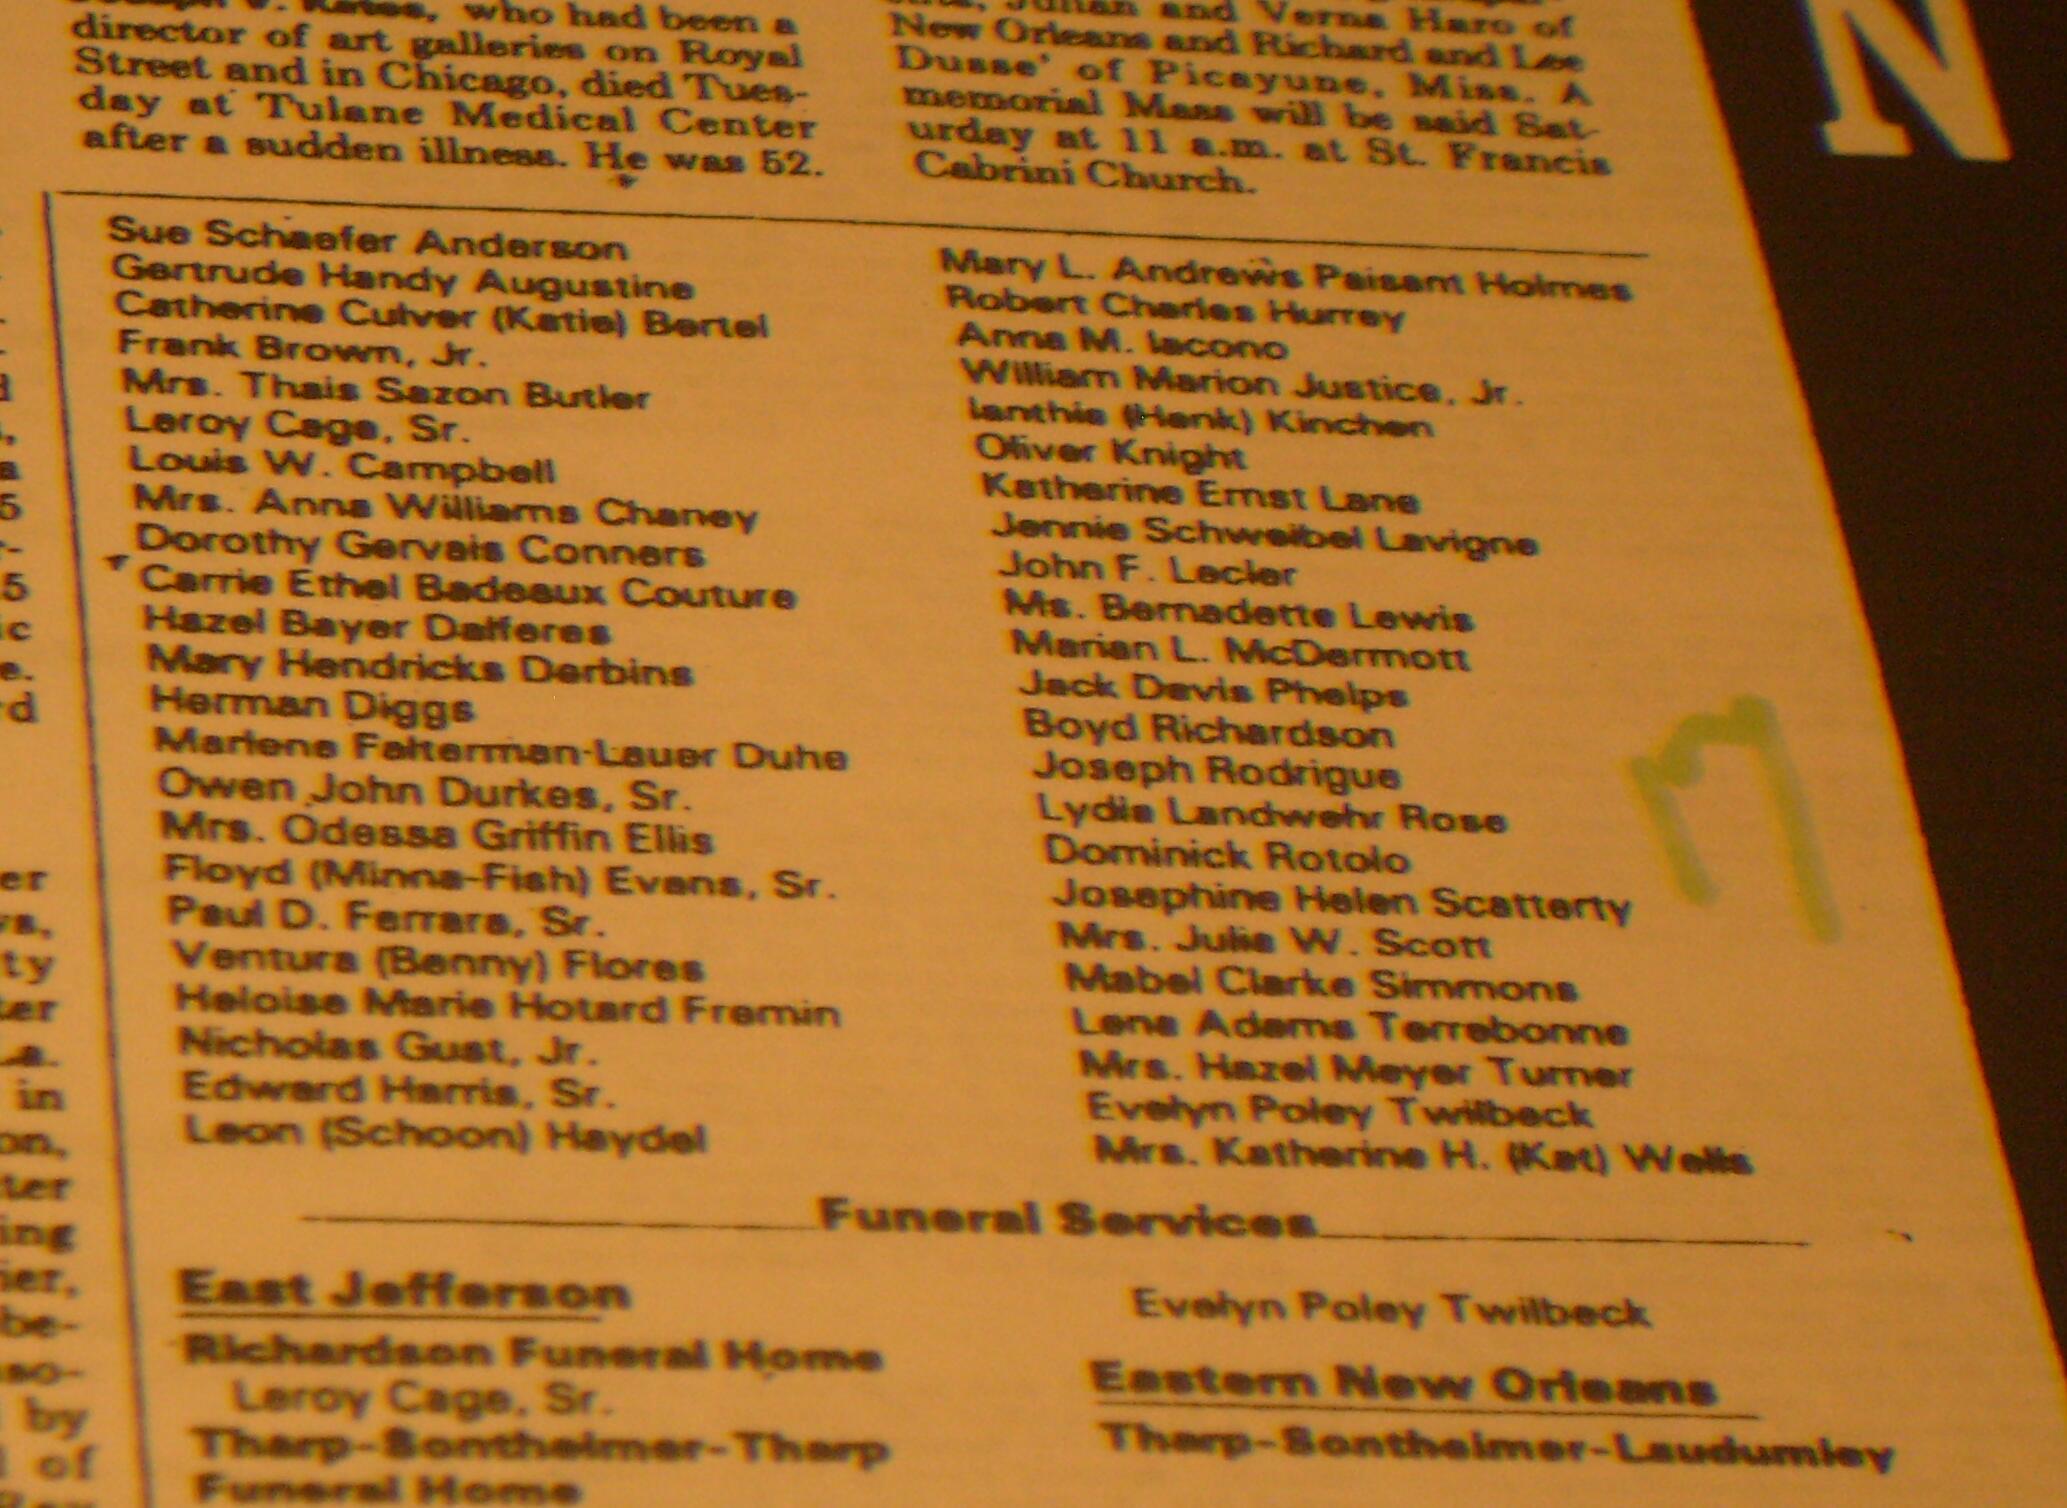 who had been a
director of art galleries on Royal
Street and in Chicago, died Tues-
day at Tulane Medical Center
after a sudden illness. He was 52.
Julian and Verna Haro of
New Orleans and Richard and Lee
Dusse' of Picayune, Miss. A
memorial Mass will be said Sat-
urday at 11 a.m. at St. Francis
Cabrini Church.
N
Sue Schaefer Anderson
Gertrude Handy Augustine
Catherine Culver (Katie) Bertel
Frank Brown, Jr.
Mrs. Thais Sazon Butler
Leroy Cage, Sr.
Louis W. Campbell
Mrs. Anna Williams Chaney
Dorothy Gervais Conners
Carrie Ethel Badeaux Couture
Hazel Bayer Dalferes
Mary Hendricks Derbins
Herman Diggs
Marlene Falterman-Lauer Duhe
Owen John Durkes, Sr.
Mrs. Odessa Griffin Ellis
Floyd (Minna-Fish) Evans, Sr.
Paul D. Ferrara, Sr.
Ventura (Benny) Flores
Heloise Marie Hotard Fremin
Nicholas Gust, Jr.
Edward Harris, Sr.
Leon (Schoon) Haydel
Mary L. Andrews Paisant Holmes
Robert Charles Hurrey
Anna M. Iacono
William Marion Justice, Jr.
Ianthie (Hank) Kinchen
Oliver Knight
Katherine Ernst Lane
Jennie Schweibel Lavigne
John F. Lecler
Ms. Bernadette Lewis
Marian L. McDermott
Jack Davis Phelps
Boyd Richardson
Joseph Rodrigue
Lydia Landwehr Rose
Dominick Rotolo
Josephine Helen Scatterty
Mrs. Julia W. Scott
Mabel Clarke Simmons
Lena Adams Terrebonne
Mrs. Hazel Meyer Turner
Evelyn Poley Twilbeck
Mrs. Katherine H. (Kat) Wells
Funeral Services
East Jefferson
Richardson Funeral Home
Leroy Cage, Sr.
Tharp-Sontheimer-Tharp
Funeral Home
Evelyn Poley Twilbeck
Eastern New Orleans
Tharp-Sontheimer-Laudumiey